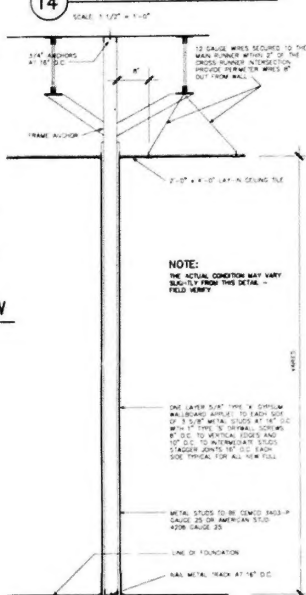 14
SCALE: 1 1/2" = 1'-0"
3/4" ANCHORS
AT 16" O.C.
8"
12 GAUGE WIRES SECURED TO THE
MAIN RUNNER WITHIN 2" OF THE
CROSS RUNNER INTERSECTION
PROVIDE PERIMETER WIRES 8"
OUT FROM WALL
FRAME ANCHOR
2'-0" x 4'-0" LAY-IN CEILING TILE
NOTE:
THE ACTUAL CONDITION MAY VARY
SLIGHTLY FROM THIS DETAIL -
FIELD VERIFY
W
VARIES
ONE LAYER 5/8" TYPE 'X' GYPSUM
WALLBOARD APPLIED TO EACH SIDE
OF 3 5/8" METAL STUDS AT 16" O.C.
WITH 1" TYPE 'S' DRYWALL SCREWS
8" O.C. TO VERTICAL EDGES AND
10" O.C. TO INTERMEDIATE STUDS
STAGGER JOINTS 16" O.C. EACH
SIDE TYPICAL FOR ALL NEW FULL
METAL STUDS TO BE CEMCO
GAUGE 25 OR AMERICAN STUD
GAUGE 25
LINE OF FOUNDATION
NAIL METAL TRACK AT 16" O.C.